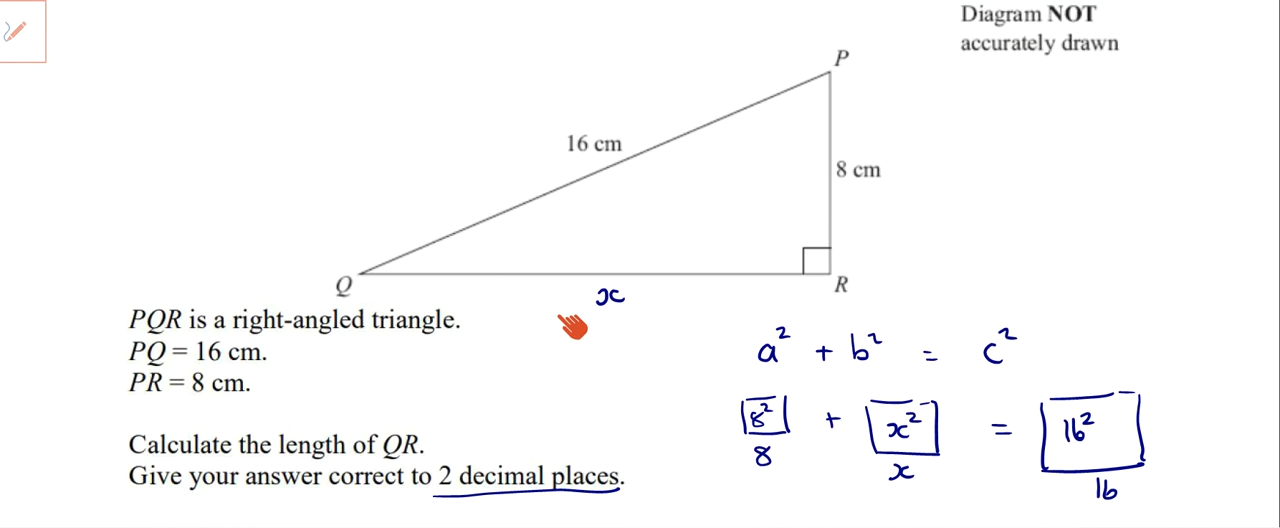 Diagram NOT
accurately drawn
P
16 cm
8 cm
Q
R
x
PQR is a right-angled triangle.
PQ = 16 cm.
PR = 8 cm.
a² + b² = c²
8² + x² = 16²
8 x 16
Calculate the length of QR.
Give your answer correct to 2 decimal places.